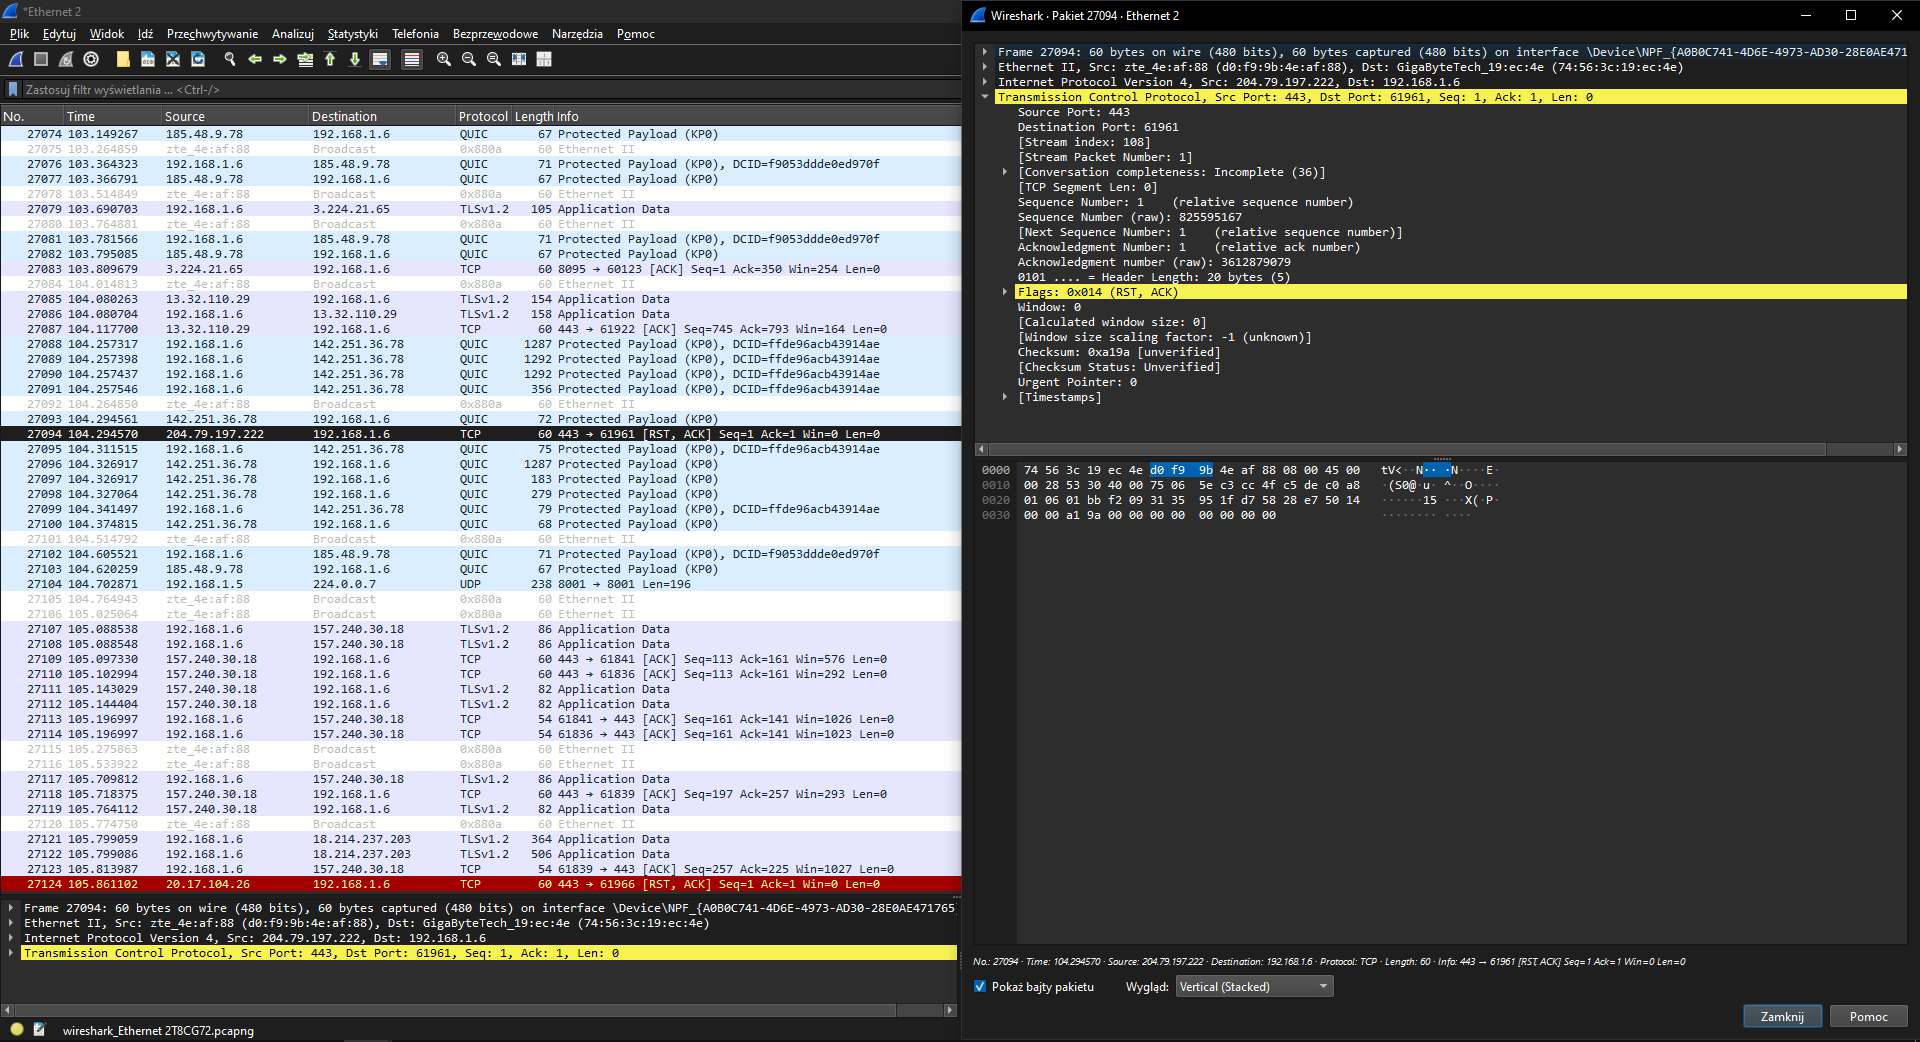 *Ethernet 2
Plik Edytuj Widok Idź Przechwytywanie Analizuj Statystyki Telefonia Bezprzewodowe Narzędzia Pomoc
Zastosuj filtr wyświetlania ... <Ctrl-/>
No. Time Source Destination Protocol Length Info
27074 103.149267 185.48.9.78 192.168.1.6 QUIC 67 Protected Payload (KP0)
27075 103.264859 zte_4e:af:88 Broadcast 0x880a 60 Ethernet II
27076 103.364323 192.168.1.6 185.48.9.78 QUIC 71 Protected Payload (KP0), DCID=f9053ddde0ed970f
27077 103.366791 185.48.9.78 192.168.1.6 QUIC 67 Protected Payload (KP0)
27078 103.514849 zte_4e:af:88 Broadcast 0x880a 60 Ethernet II
27079 103.690703 192.168.1.6 3.224.21.65 TLSv1.2 105 Application Data
27080 103.764881 zte_4e:af:88 Broadcast 0x880a 60 Ethernet II
27081 103.781566 192.168.1.6 185.48.9.78 QUIC 71 Protected Payload (KP0), DCID=f9053ddde0ed970f
27082 103.795085 185.48.9.78 192.168.1.6 QUIC 67 Protected Payload (KP0)
27083 103.809679 3.224.21.65 192.168.1.6 TCP 60 8095 → 60123 [ACK] Seq=1 Ack=350 Win=254 Len=0
27084 104.014813 zte_4e:af:88 Broadcast 0x880a 60 Ethernet II
27085 104.080263 13.32.110.29 192.168.1.6 TLSv1.2 154 Application Data
27086 104.080704 192.168.1.6 13.32.110.29 TLSv1.2 158 Application Data
27087 104.117700 13.32.110.29 192.168.1.6 TCP 60 443 → 61922 [ACK] Seq=745 Ack=793 Win=164 Len=0
27088 104.257317 192.168.1.6 142.251.36.78 QUIC 1287 Protected Payload (KP0), DCID=ffde96acb43914ae
27089 104.257398 192.168.1.6 142.251.36.78 QUIC 1292 Protected Payload (KP0), DCID=ffde96acb43914ae
27090 104.257437 192.168.1.6 142.251.36.78 QUIC 1292 Protected Payload (KP0), DCID=ffde96acb43914ae
27091 104.257546 192.168.1.6 142.251.36.78 QUIC 356 Protected Payload (KP0), DCID=ffde96acb43914ae
27092 104.264850 zte_4e:af:88 Broadcast 0x880a 60 Ethernet II
27093 104.294561 142.251.36.78 192.168.1.6 QUIC 72 Protected Payload (KP0)
27094 104.294570 204.79.197.222 192.168.1.6 TCP 60 443 → 61961 [RST, ACK] Seq=1 Ack=1 Win=0 Len=0
27095 104.311515 192.168.1.6 142.251.36.78 QUIC 75 Protected Payload (KP0), DCID=ffde96acb43914ae
27096 104.326917 142.251.36.78 192.168.1.6 QUIC 1287 Protected Payload (KP0)
27097 104.326917 142.251.36.78 192.168.1.6 QUIC 183 Protected Payload (KP0)
27098 104.327064 142.251.36.78 192.168.1.6 QUIC 279 Protected Payload (KP0)
27099 104.341497 192.168.1.6 142.251.36.78 QUIC 79 Protected Payload (KP0), DCID=ffde96acb43914ae
27100 104.374815 142.251.36.78 192.168.1.6 QUIC 68 Protected Payload (KP0)
27101 104.514792 zte_4e:af:88 Broadcast 0x880a 60 Ethernet II
27102 104.605521 192.168.1.6 185.48.9.78 QUIC 71 Protected Payload (KP0), DCID=f9053ddde0ed970f
27103 104.620259 185.48.9.78 192.168.1.6 QUIC 67 Protected Payload (KP0)
27104 104.702871 192.168.1.5 224.0.0.7 UDP 238 8001 → 8001 Len=196
27105 104.764943 zte_4e:af:88 Broadcast 0x880a 60 Ethernet II
27106 105.025064 zte_4e:af:88 Broadcast 0x880a 60 Ethernet II
27107 105.088538 192.168.1.6 157.240.30.18 TLSv1.2 86 Application Data
27108 105.088548 192.168.1.6 157.240.30.18 TLSv1.2 86 Application Data
27109 105.097330 157.240.30.18 192.168.1.6 TCP 60 443 → 61841 [ACK] Seq=113 Ack=161 Win=576 Len=0
27110 105.102994 157.240.30.18 192.168.1.6 TCP 60 443 → 61836 [ACK] Seq=113 Ack=161 Win=292 Len=0
27111 105.143029 157.240.30.18 192.168.1.6 TLSv1.2 82 Application Data
27112 105.144404 157.240.30.18 192.168.1.6 TLSv1.2 82 Application Data
27113 105.196997 192.168.1.6 157.240.30.18 TCP 54 61841 → 443 [ACK] Seq=161 Ack=141 Win=1026 Len=0
27114 105.196997 192.168.1.6 157.240.30.18 TCP 54 61836 → 443 [ACK] Seq=161 Ack=141 Win=1023 Len=0
27115 105.275863 zte_4e:af:88 Broadcast 0x880a 60 Ethernet II
27116 105.533922 zte_4e:af:88 Broadcast 0x880a 60 Ethernet II
27117 105.709812 192.168.1.6 157.240.30.18 TLSv1.2 86 Application Data
27118 105.718375 157.240.30.18 192.168.1.6 TCP 60 443 → 61839 [ACK] Seq=197 Ack=257 Win=293 Len=0
27119 105.764112 157.240.30.18 192.168.1.6 TLSv1.2 82 Application Data
27120 105.774750 zte_4e:af:88 Broadcast 0x880a 60 Ethernet II
27121 105.799059 192.168.1.6 18.214.237.203 TLSv1.2 364 Application Data
27122 105.799086 192.168.1.6 18.214.237.203 TLSv1.2 506 Application Data
27123 105.813987 192.168.1.6 157.240.30.18 TCP 54 61839 → 443 [ACK] Seq=257 Ack=225 Win=1027 Len=0
27124 105.861102 20.17.104.26 192.168.1.6 TCP 60 443 → 61966 [RST, ACK] Seq=1 Ack=1 Win=0 Len=0
Frame 27094: 60 bytes on wire (480 bits), 60 bytes captured (480 bits) on interface \Device\NPF_{A0B0C741-4D6E-4973-AD30-28E0AE471765}
Ethernet II, Src: zte_4e:af:88 (d0:f9:9b:4e:af:88), Dst: GigaByteTech_19:ec:4e (74:56:3c:19:ec:4e)
Internet Protocol Version 4, Src: 204.79.197.222, Dst: 192.168.1.6
Transmission Control Protocol, Src Port: 443, Dst Port: 61961, Seq: 1, Ack: 1, Len: 0
wireshark_Ethernet 2T8CG72.pcapng
Wireshark · Pakiet 27094 · Ethernet 2
Frame 27094: 60 bytes on wire (480 bits), 60 bytes captured (480 bits) on interface \Device\NPF_{A0B0C741-4D6E-4973-AD30-28E0AE471
Ethernet II, Src: zte_4e:af:88 (d0:f9:9b:4e:af:88), Dst: GigaByteTech_19:ec:4e (74:56:3c:19:ec:4e)
Internet Protocol Version 4, Src: 204.79.197.222, Dst: 192.168.1.6
Transmission Control Protocol, Src Port: 443, Dst Port: 61961, Seq: 1, Ack: 1, Len: 0
Source Port: 443
Destination Port: 61961
[Stream index: 108]
[Stream Packet Number: 1]
[Conversation completeness: Incomplete (36)]
[TCP Segment Len: 0]
Sequence Number: 1 (relative sequence number)
Sequence Number (raw): 825595167
[Next Sequence Number: 1 (relative sequence number)]
Acknowledgment Number: 1 (relative ack number)
Acknowledgment number (raw): 3612879079
0101 .... = Header Length: 20 bytes (5)
Flags: 0x014 (RST, ACK)
Window: 0
[Calculated window size: 0]
[Window size scaling factor: -1 (unknown)]
Checksum: 0xa19a [unverified]
[Checksum Status: Unverified]
Urgent Pointer: 0
[Timestamps]
0000 74 56 3c 19 ec 4e d0 f9 9b 4e af 88 08 00 45 00 tV<··N·· ·N····E·
0010 00 28 53 30 40 00 75 06 5e c3 cc 4f c5 de c0 a8 ·(S0@·u· ^··O····
0020 01 06 01 bb f2 09 31 35 95 1f d7 58 28 e7 50 14 ······15 ···X(·P·
0030 00 00 a1 9a 00 00 00 00 00 00 00 00 ········ ····
No.: 27094 · Time: 104.294570 · Source: 204.79.197.222 · Destination: 192.168.1.6 · Protocol: TCP · Length: 60 · Info: 443 → 61961 [RST, ACK] Seq=1 Ack=1 Win=0 Len=0
Pokaż bajty pakietu Wygląd: Vertical (Stacked)
Zamknij Pomoc